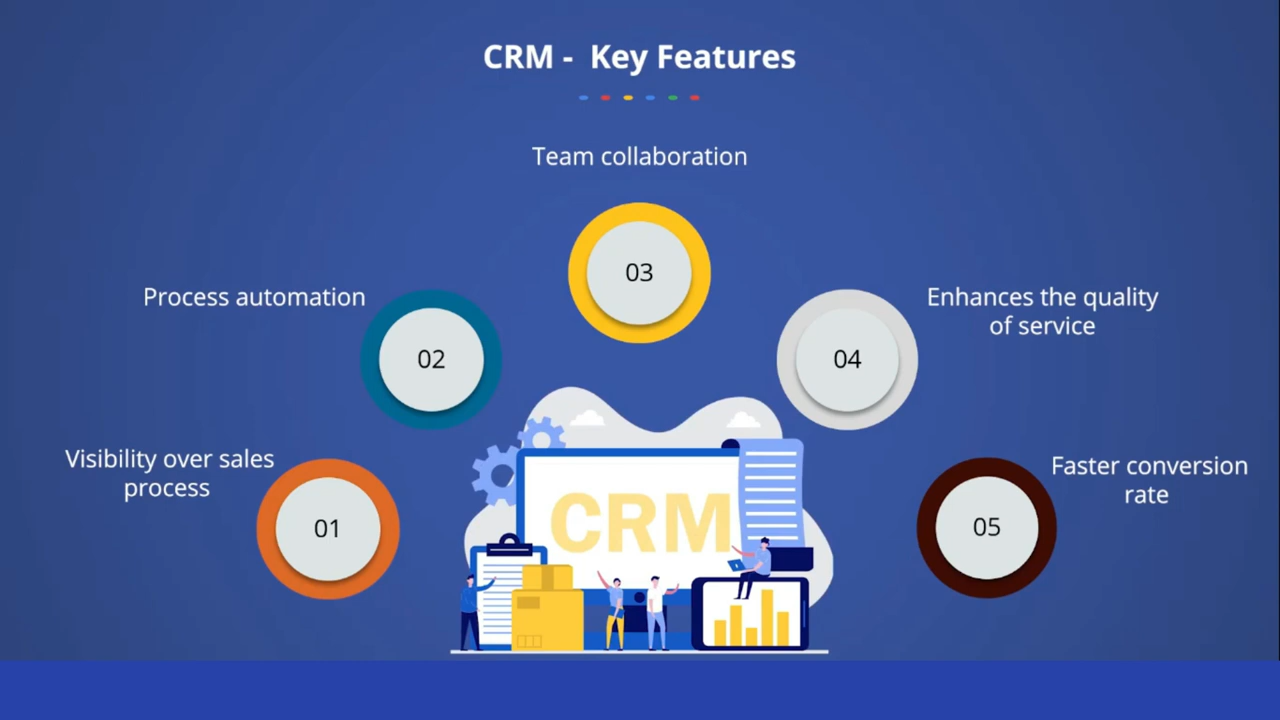 CRM - Key Features
Team collaboration
03
Process automation
02
Enhances the quality
of service
04
Visibility over sales
process
01
Faster conversion
rate
05
CRM